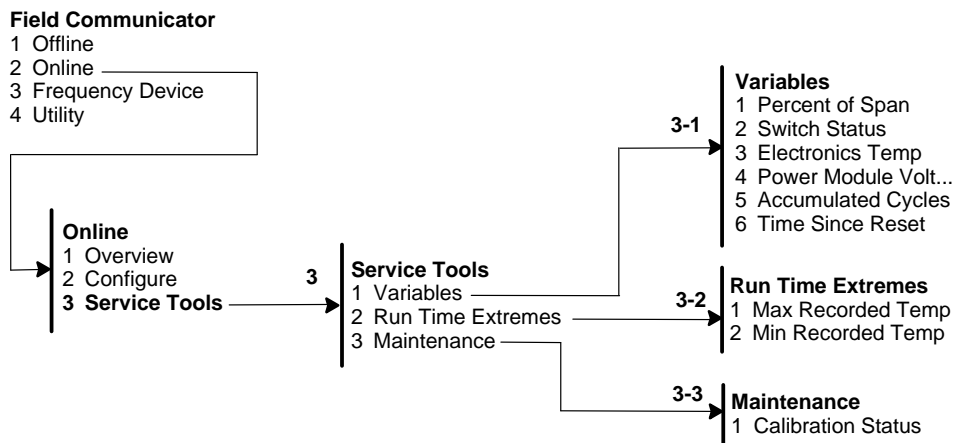 Field Communicator
1 Offline
2 Online
3 Frequency Device
4 Utility
Online
1 Overview
2 Configure
3 Service Tools
3
Service Tools
1 Variables
2 Run Time Extremes
3 Maintenance
3-1
Variables
1 Percent of Span
2 Switch Status
3 Electronics Temp
4 Power Module Volt...
5 Accumulated Cycles
6 Time Since Reset
3-2
Run Time Extremes
1 Max Recorded Temp
2 Min Recorded Temp
3-3
Maintenance
1 Calibration Status